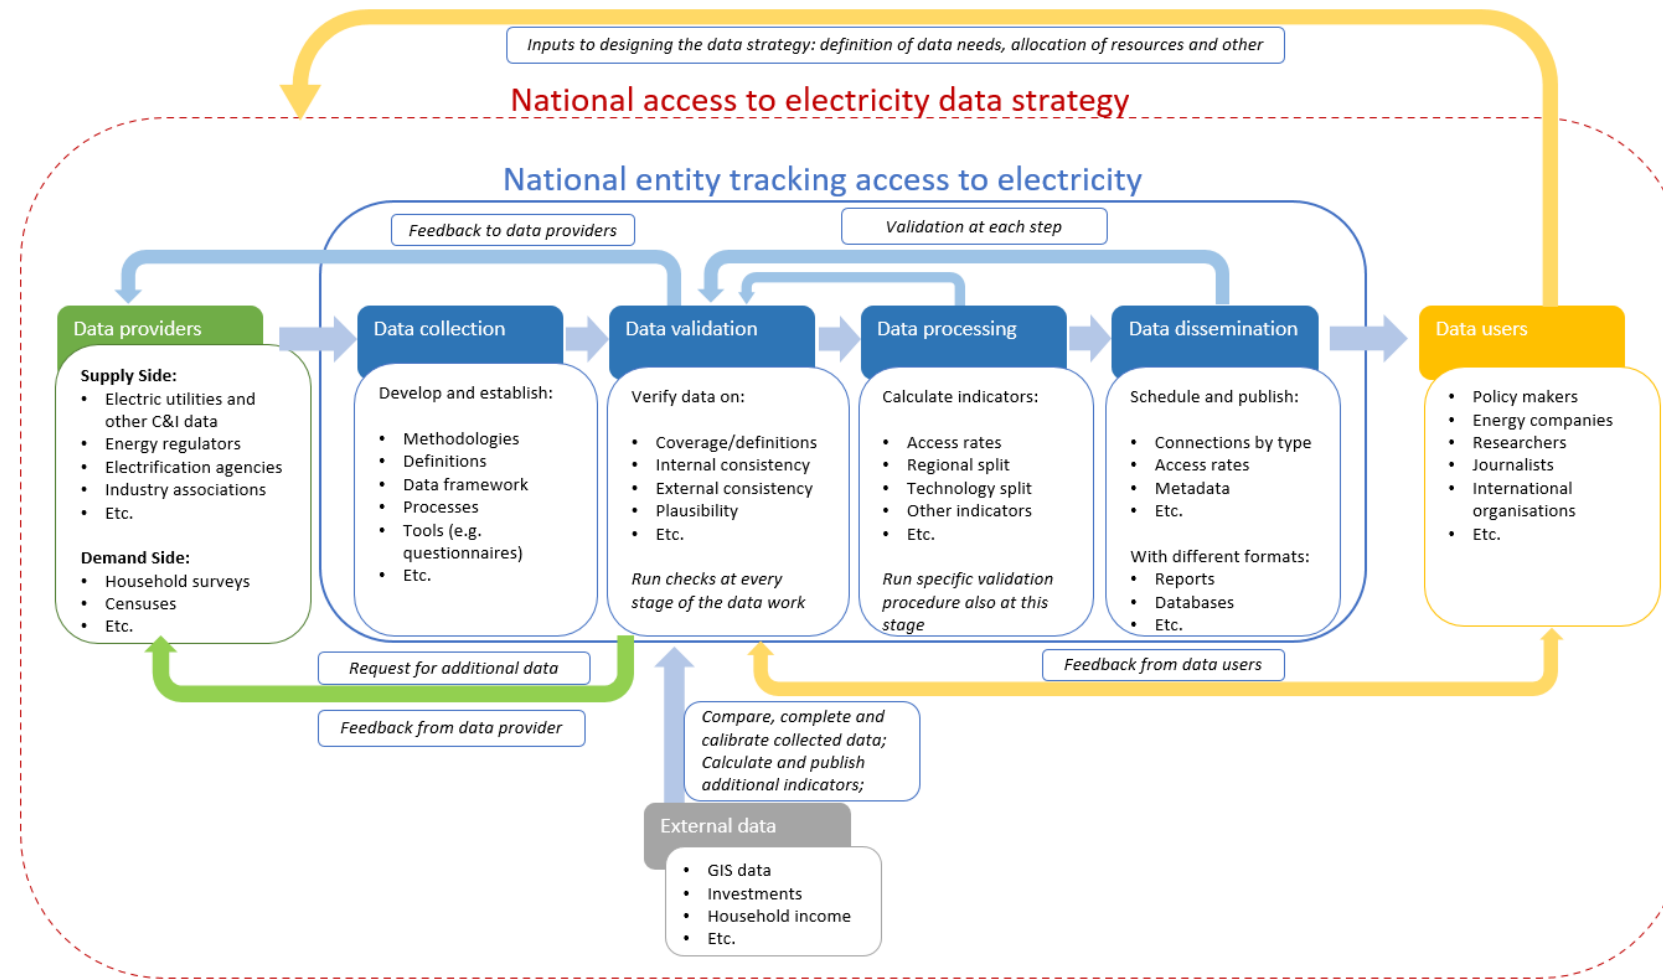 Inputs to designing the data strategy: definition of data needs, allocation of resources and other
National access to electricity data strategy
National entity tracking access to electricity
Feedback to data providers
Validation at each step
Data providers
Supply Side:
• Electric utilities and
other C&I data
• Energy regulators
• Electrification agencies
• Industry associations
• Etc.
Demand Side:
• Household surveys
• Censuses
• Etc.
Data collection
Develop and establish:
• Methodologies
• Definitions
• Data framework
• Processes
• Tools (e.g.
questionnaires)
• Etc.
Data validation
Verify data on:
• Coverage/definitions
• Internal consistency
• External consistency
• Plausibility
• Etc.
Run checks at every
stage of the data work
Data processing
Calculate indicators:
• Access rates
• Regional split
• Technology split
• Other indicators
• Etc.
Run specific validation
procedure also at this
stage
Data dissemination
Schedule and publish:
• Connections by type
• Access rates
• Metadata
• Etc.
With different formats:
• Reports
• Databases
• Etc.
Data users
• Policy makers
• Energy companies
• Researchers
• Journalists
• International
organisations
• Etc.
Request for additional data
Feedback from data provider
Feedback from data users
Compare, complete and
calibrate collected data;
Calculate and publish
additional indicators;
External data
• GIS data
• Investments
• Household income
• Etc.